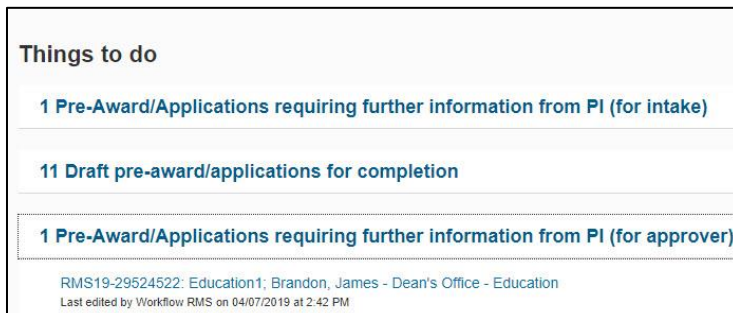 Things to do
1 Pre-Award/Applications requiring further information from PI (for intake)
11 Draft pre-award/applications for completion
1 Pre-Award/Applications requiring further information from PI (for approver)
RMS19-29524522: Education1; Brandon, James - Dean's Office - Education
Last edited by Workflow RMS on 04/07/2019 at 2:42 PM